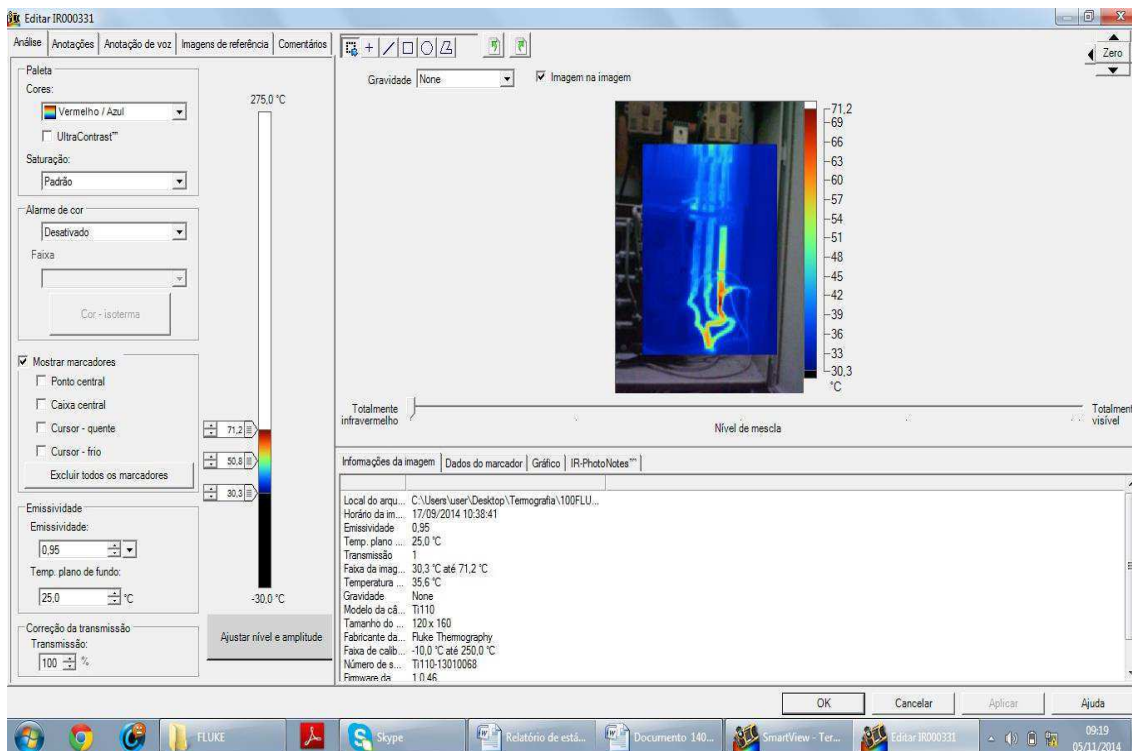 Editar IR000331
Análise Anotações Anotação de voz Imagens de referência Comentários
Paleta
Cores:
Vermelho / Azul
UltraContrast™
Saturação:
Padrão
Alarme de cor
Desativado
Faixa
Cor - isoterma
Mostrar marcadores
Ponto central
Caixa central
Cursor - quente
Cursor - frio
Excluir todos os marcadores
Emissividade
Emissividade:
0,95
Temp. plano de fundo:
25,0 °C
Correção da transmissão
Transmissão:
100 %
275,0 °C
71,2
50,8
30,3
-30,0 °C
Ajustar nível e amplitude
Gravidade None
Imagem na imagem
Zero
71,2
69
66
63
60
57
54
51
48
45
42
39
36
33
30,3
°C
Totalmente infravermelho
Nível de mescla
Totalment
visível
Informações da imagem Dados do marcador Gráfico IR-PhotoNotes™
Local do arqu... C:\Users\user\Desktop\Termografia\100FLU...
Horário da im... 17/09/2014 10:38:41
Emissividade 0,95
Temp. plano ... 25,0 °C
Transmissão 1
Faixa da imag... 30,3 °C até 71,2 °C
Temperatura ... 35,6 °C
Gravidade None
Modelo da câ... Ti110
Tamanho do ... 120 x 160
Fabricante da... Fluke Thermography
Faixa de calib... -10,0 °C até 250,0 °C
Número de s... Ti110-13010068
Firmware da 1.0.46
OK Cancelar Aplicar Ajuda
FLUKE Skype Relatório de está... Documento 140... SmartView - Ter... Editar IR000331
09:19
05/11/2014